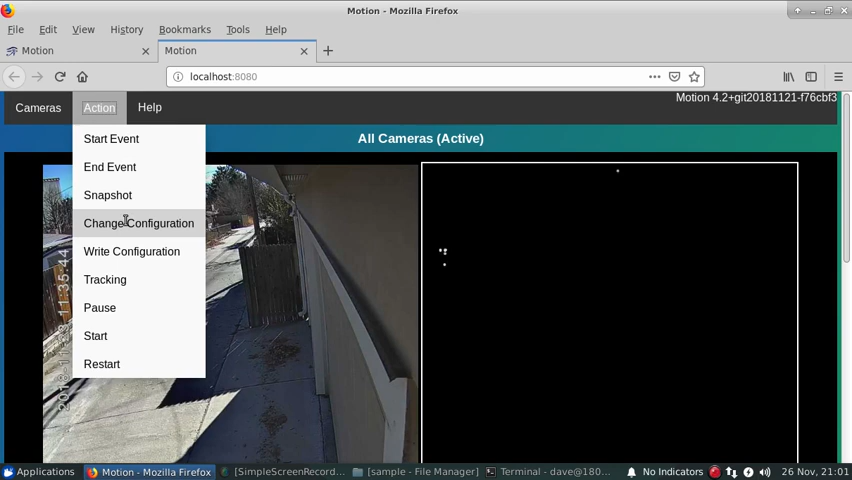 Motion - Mozilla Firefox
File Edit View History Bookmarks Tools Help
Motion
Motion
localhost:8080
Cameras Action Help
Motion 4.2+git20181121-f76cbf3
All Cameras (Active)
Start Event
End Event
Snapshot
Change Configuration
Write Configuration
Tracking
Pause
Start
Restart
Applications
Motion - Mozilla Firefox
[SimpleScreenRecord...
[sample - File Manager]
Terminal - dave@180...
No Indicators
26 Nov, 21:01